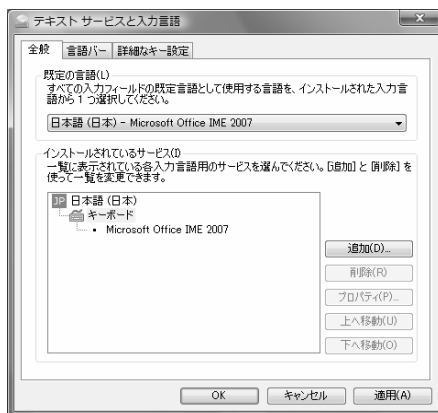 テキスト サービスと入力言語
全般 言語バー 詳細なキー設定
既定の言語(L)
すべての入力フィールドの既定言語として使用する言語を、インストールされた入力言
語から 1 つ選択してください。
日本語 (日本) - Microsoft Office IME 2007
インストールされているサービス(I)
一覧に表示されている各入力言語用のサービスを選んでください。[追加] と [削除] を
使って一覧を変更できます。
JP 日本語 (日本)
キーボード
• Microsoft Office IME 2007
追加(D)...
削除(R)
プロパティ(P)...
上へ移動(U)
下へ移動(O)
OK キャンセル 適用(A)